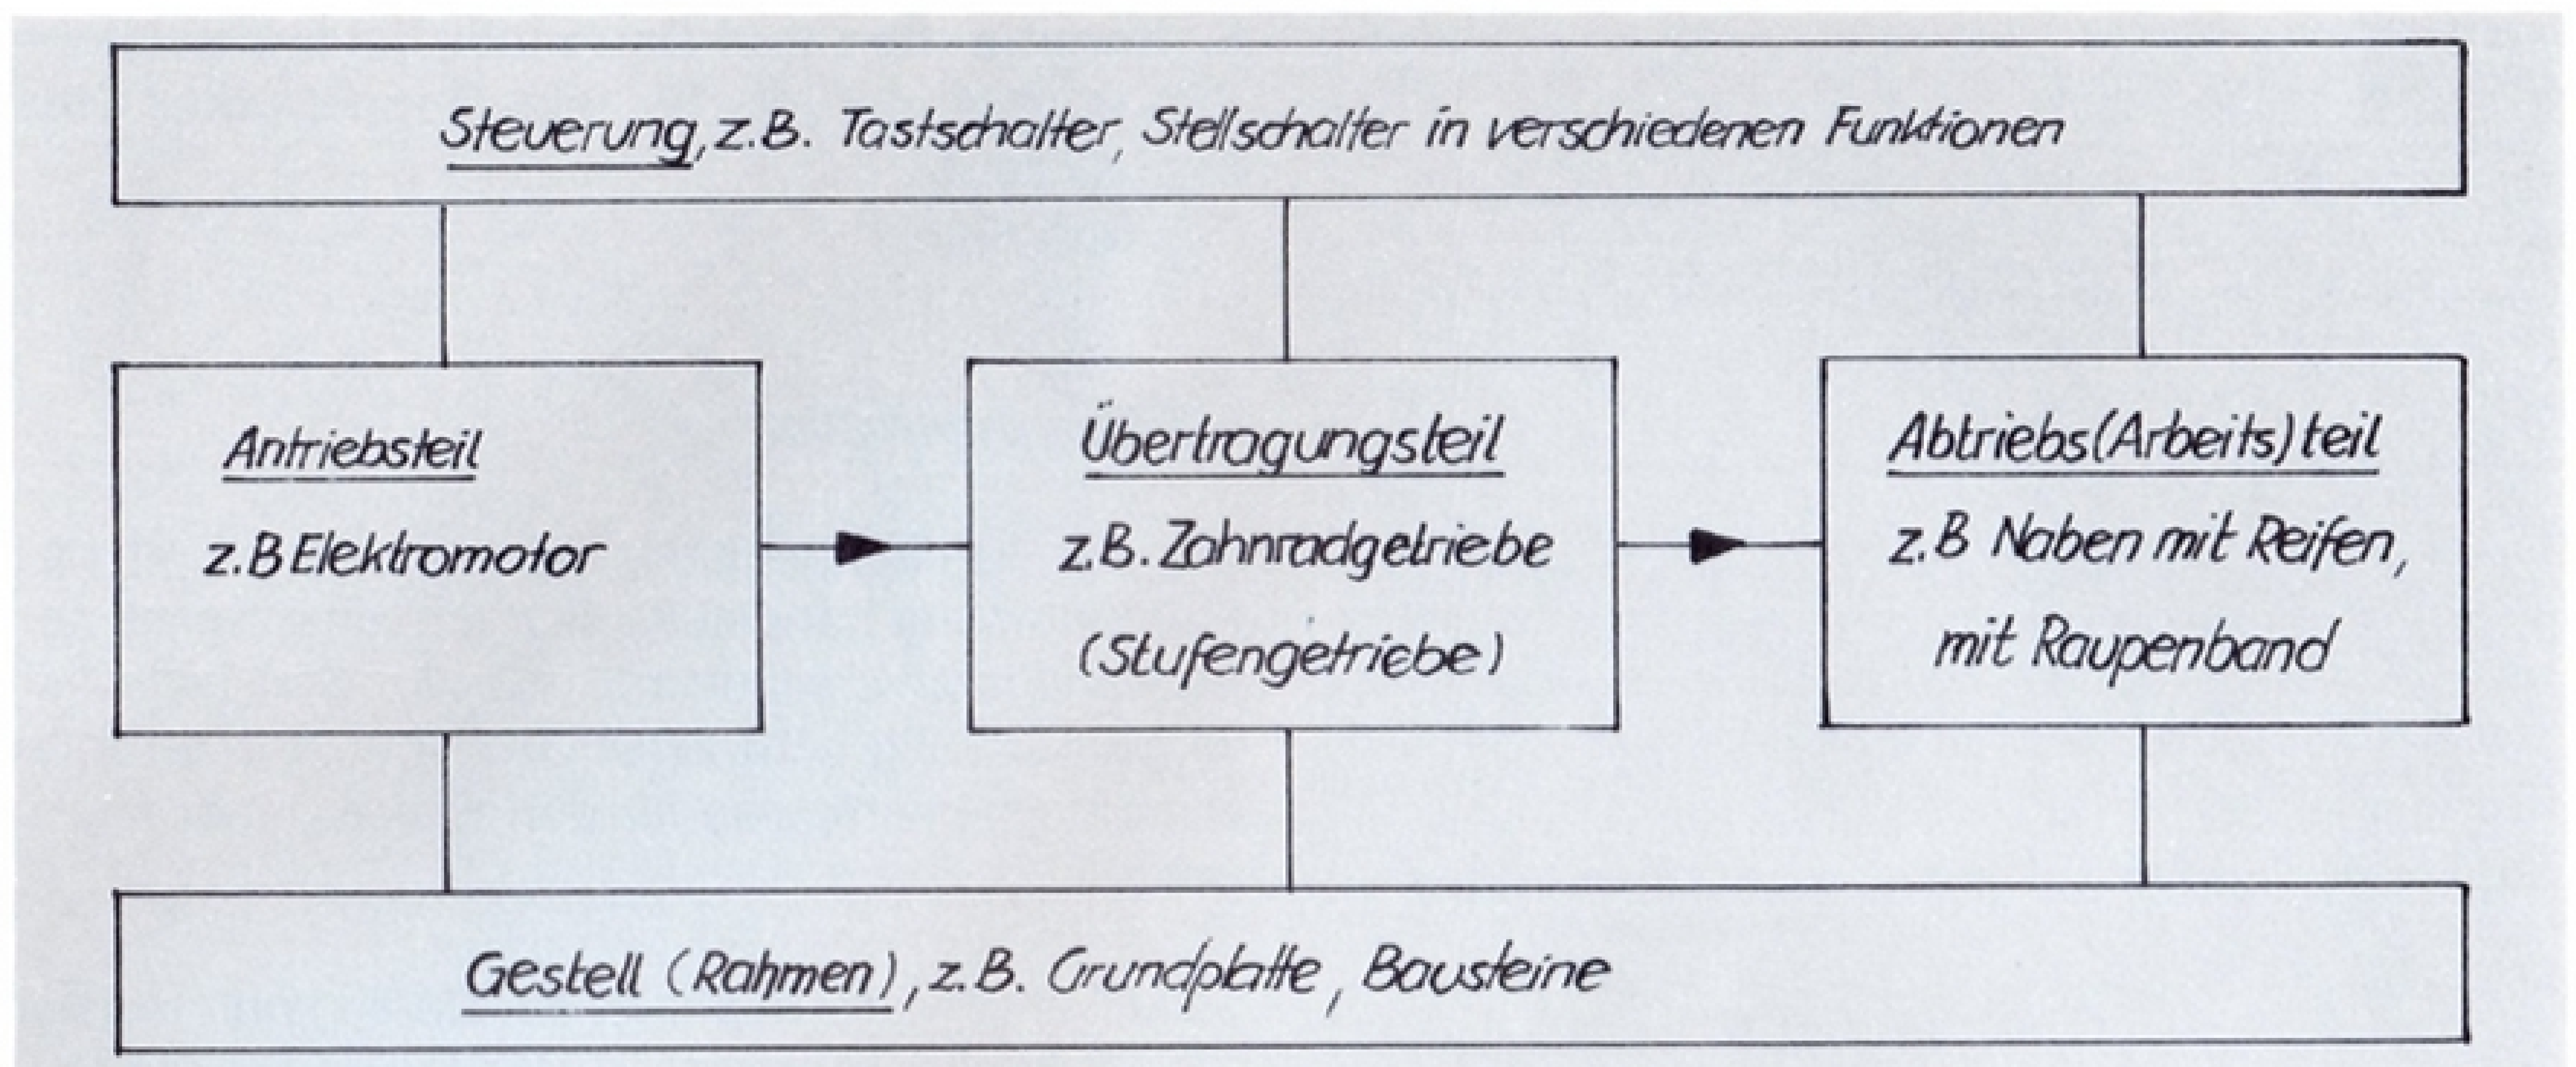 Steuerung, z.B. Tastschalter, Stellschalter in verschiedenen Funktionen
Antriebsteil
z.B Elektromotor
Übertragungsteil
z.B. Zahnradgetriebe
(Stufengetriebe)
Abtriebs(Arbeits)teil
z.B Naben mit Reifen,
mit Raupenband
Gestell (Rahmen), z.B. Grundplatte, Bausteine